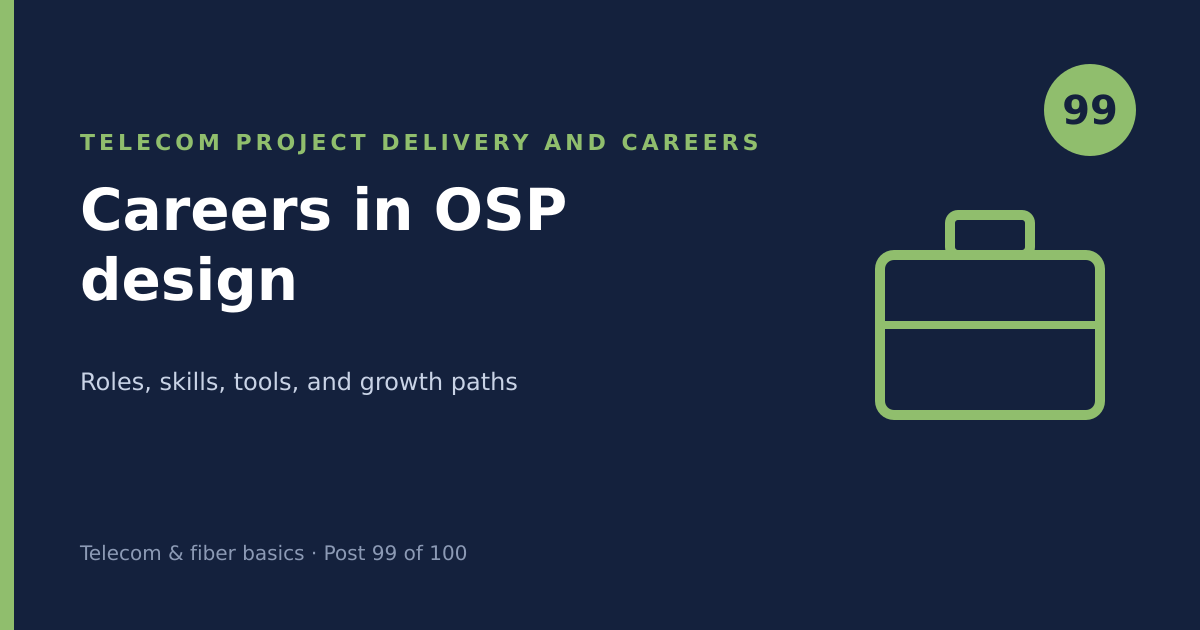 99
TELECOM PROJECT DELIVERY AND CAREERS
Careers in OSP
design
Roles, skills, tools, and growth paths
Telecom & fiber basics · Post 99 of 100